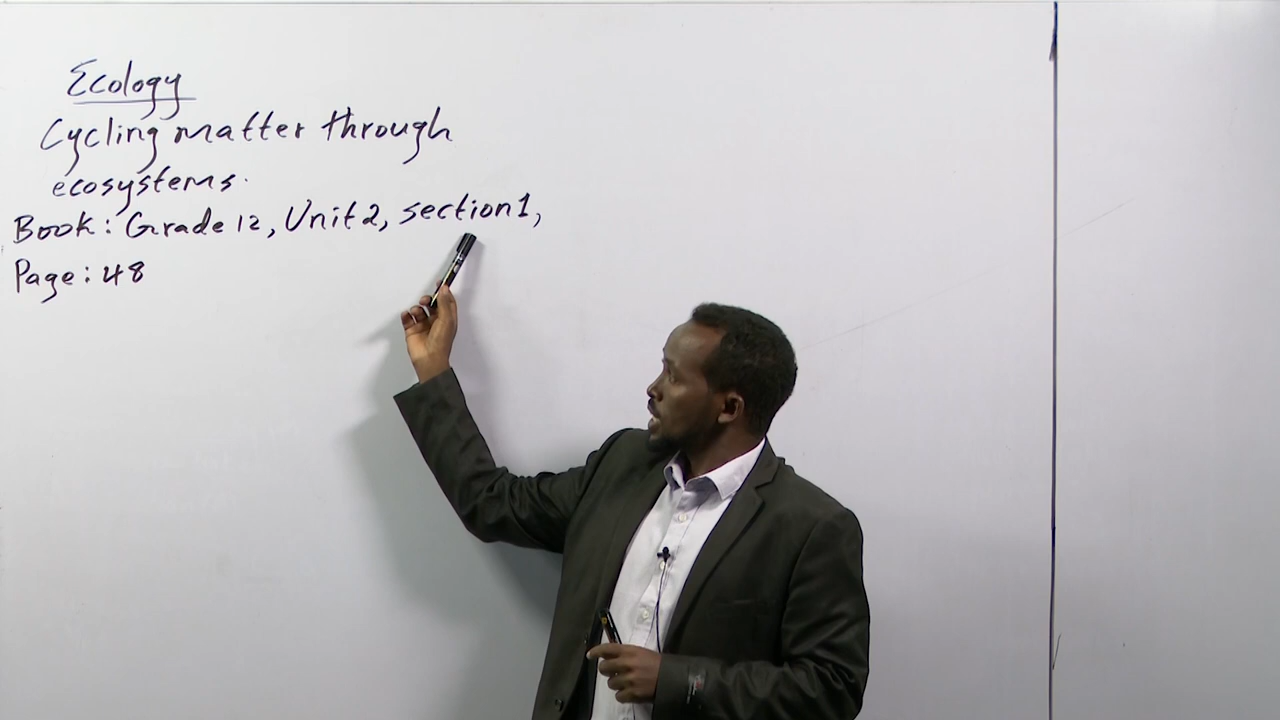 Ecology
Cycling matter through
ecosystems.
Book: Grade 12, Unit 2, section 1,
Page: 48